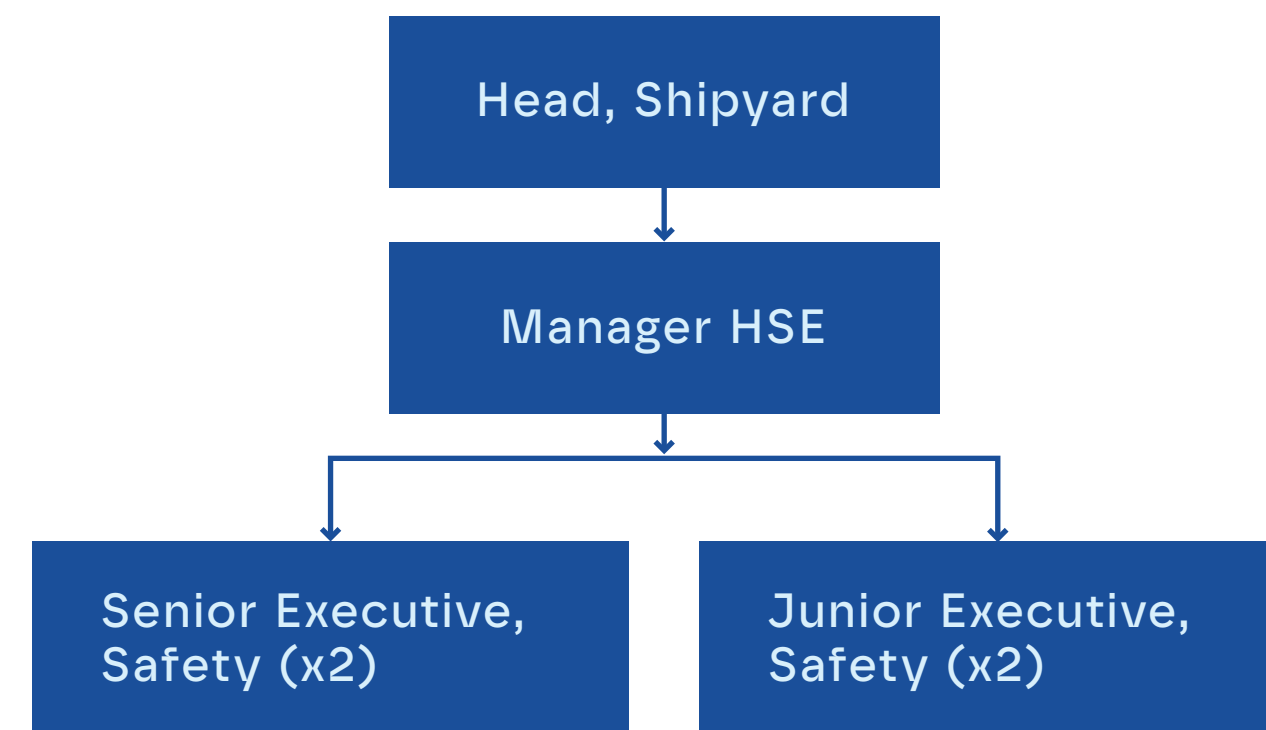 Head, Shipyard
Manager HSE
Senior Executive,
Safety (x2)
Junior Executive,
Safety (x2)